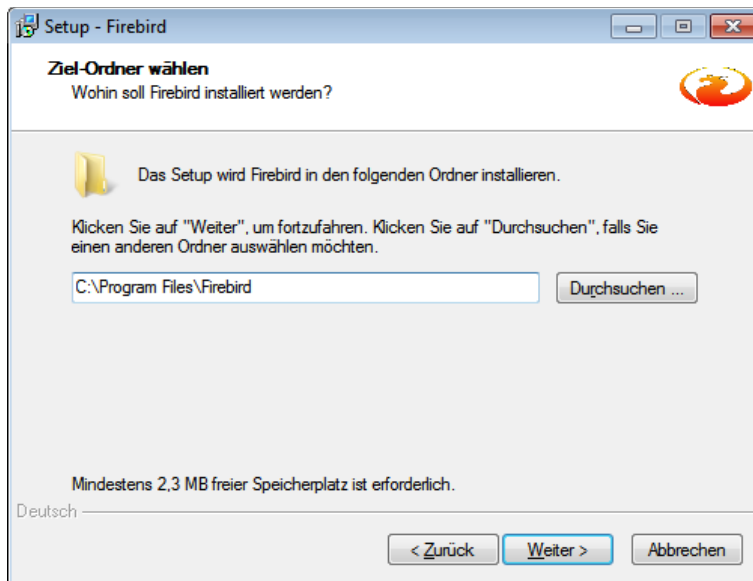 Setup - Firebird
Ziel-Ordner wählen
Wohin soll Firebird installiert werden?
Das Setup wird Firebird in den folgenden Ordner installieren.
Klicken Sie auf "Weiter", um fortzufahren. Klicken Sie auf "Durchsuchen", falls Sie
einen anderen Ordner auswählen möchten.
C:\Program Files\Firebird
Durchsuchen ...
Mindestens 2,3 MB freier Speicherplatz ist erforderlich.
Deutsch
< Zurück
Weiter >
Abbrechen